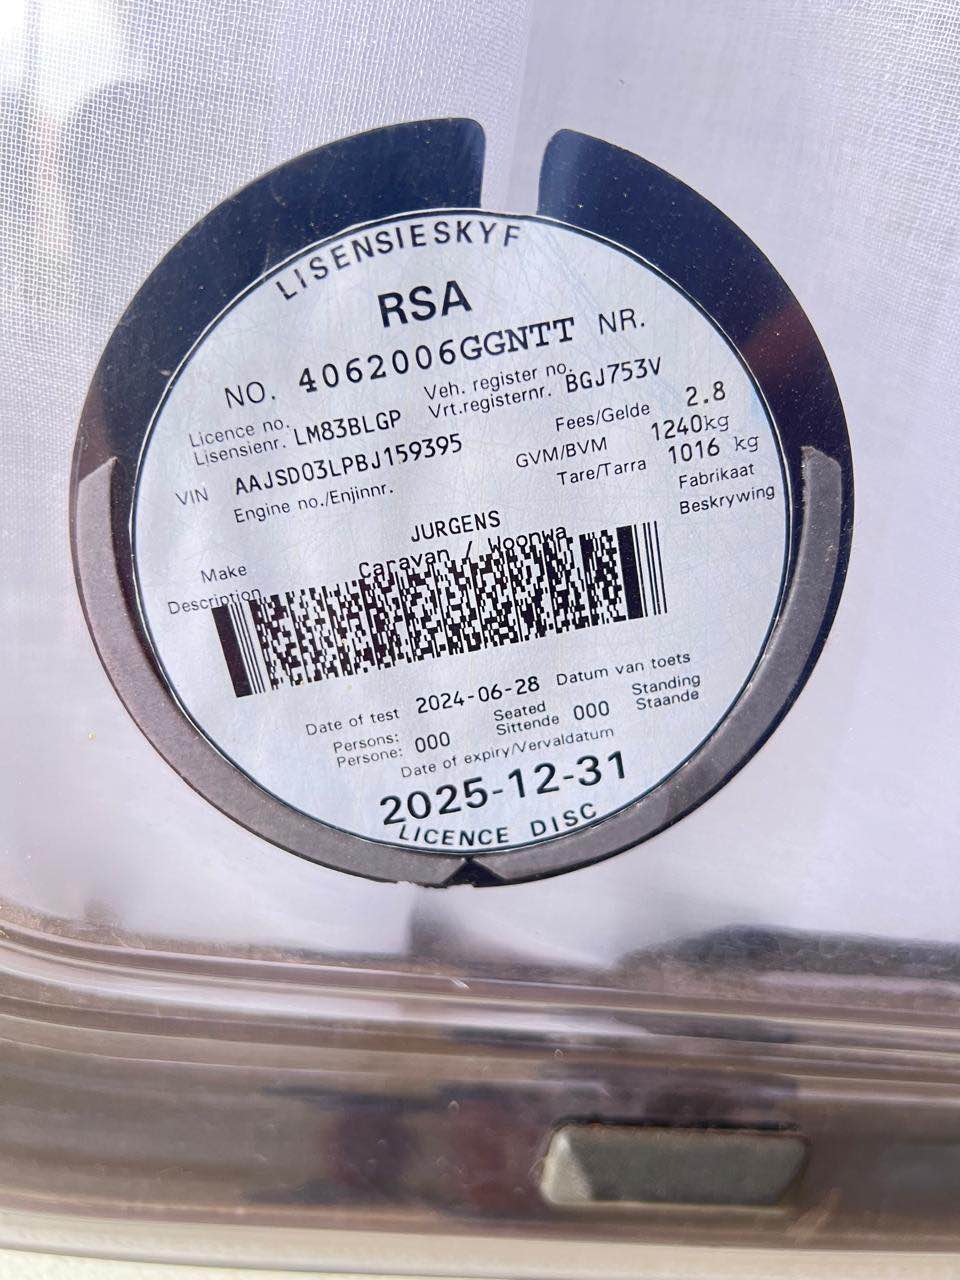 LISENSIESKYF
RSA
NO. 4062006GGNTT NR.
Licence no. Veh. register no.
Lisensienr. LM83BLGP Vrt.registernr. BGJ753V
VIN AAJSD03LPBJ159395 Fees/Gelde 2.8
Engine no./Enjinnr. GVM/BVM 1240kg
Tare/Tarra 1016 kg
JURGENS Fabrikaat
Make Caravan / Woonwa Beskrywing
Description
Date of test 2024-06-28 Datum van toets
Persons: Seated Standing
Persone: 000 Sittende 000 Staande
Date of expiry/Vervaldatum
2025-12-31
LICENCE DISC